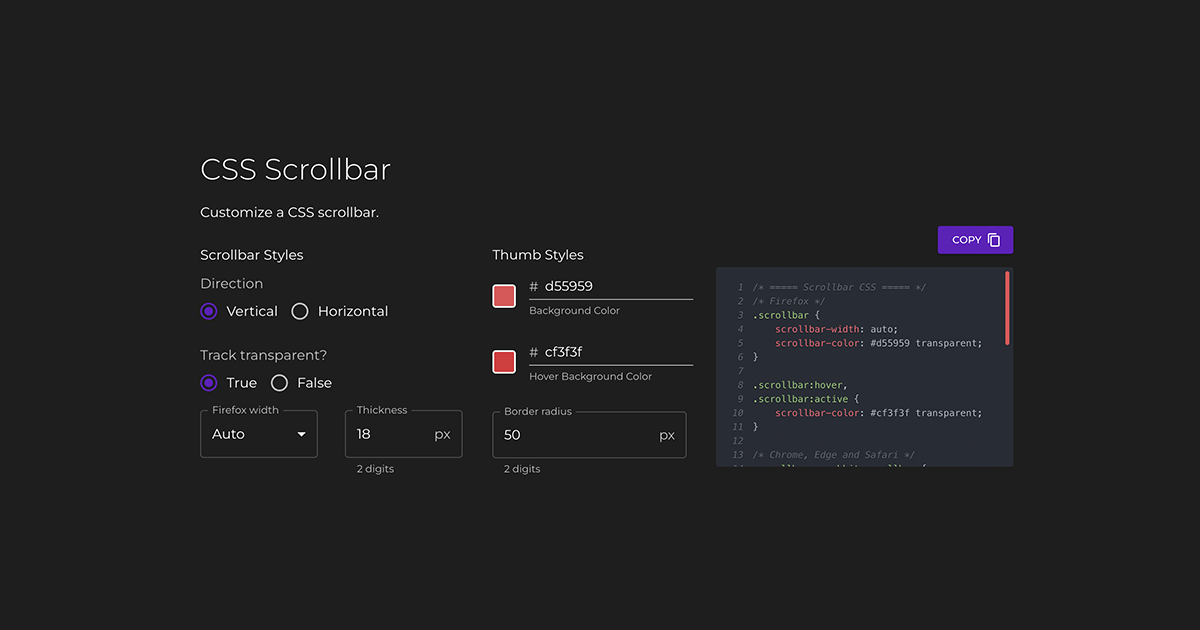 CSS Scrollbar
Customize a CSS scrollbar.
Scrollbar Styles
Direction
Vertical Horizontal
Track transparent?
True False
Firefox width
Auto
Thickness
18 px
2 digits
Thumb Styles
# d55959
Background Color
# cf3f3f
Hover Background Color
Border radius
50 px
2 digits
COPY
1 /* ===== Scrollbar CSS ===== */
2 /* Firefox */
3 .scrollbar {
4 scrollbar-width: auto;
5 scrollbar-color: #d55959 transparent;
6 }
7
8 .scrollbar:hover,
9 .scrollbar:active {
10 scrollbar-color: #cf3f3f transparent;
11 }
12
13 /* Chrome, Edge and Safari */